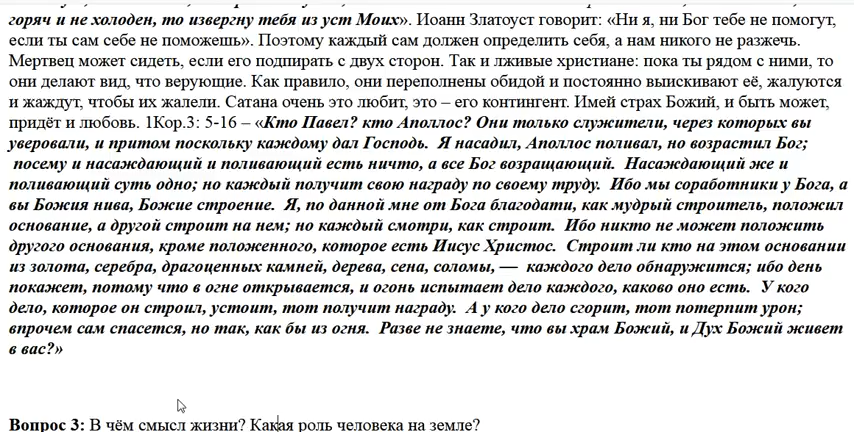 горяч и не холоден, то извергну тебя из уст Моих». Иоанн Златоуст говорит: «Ни я, ни Бог тебе не помогут,
если ты сам себе не поможешь». Поэтому каждый сам должен определить себя, а нам никого не разжечь.
Мертвец может сидеть, если его подпирать с двух сторон. Так и лживые христиане: пока ты рядом с ними, то
они делают вид, что верующие. Как правило, они переполнены обидой и постоянно выискивают её, жалуются
и жаждут, чтобы их жалели. Сатана очень это любит, это – его контингент. Имей страх Божий, и быть может,
придёт и любовь. 1Кор.3: 5-16 – «Кто Павел? кто Аполлос? Они только служители, через которых вы
уверовали, и притом поскольку каждому дал Господь. Я насадил, Аполлос поливал, но возрастил Бог;
посему и насаждающий и поливающий есть ничто, а все Бог возращающий. Насаждающий же и
поливающий суть одно; но каждый получит свою награду по своему труду. Ибо мы соработники у Бога, а
вы Божия нива, Божие строение. Я, по данной мне от Бога благодати, как мудрый строитель, положил
основание, а другой строит на нем; но каждый смотри, как строит. Ибо никто не может положить
другого основания, кроме положенного, которое есть Иисус Христос. Строит ли кто на этом основании
из золота, серебра, драгоценных камней, дерева, сена, соломы, — каждого дело обнаружится; ибо день
покажет, потому что в огне открывается, и огонь испытает дело каждого, каково оно есть. У кого
дело, которое он строил, устоит, тот получит награду. А у кого дело сгорит, тот потерпит урон;
впрочем сам спасется, но так, как бы из огня. Разве не знаете, что вы храм Божий, и Дух Божий живет
в вас?»
Вопрос 3: В чём смысл жизни? Какая роль человека на земле?